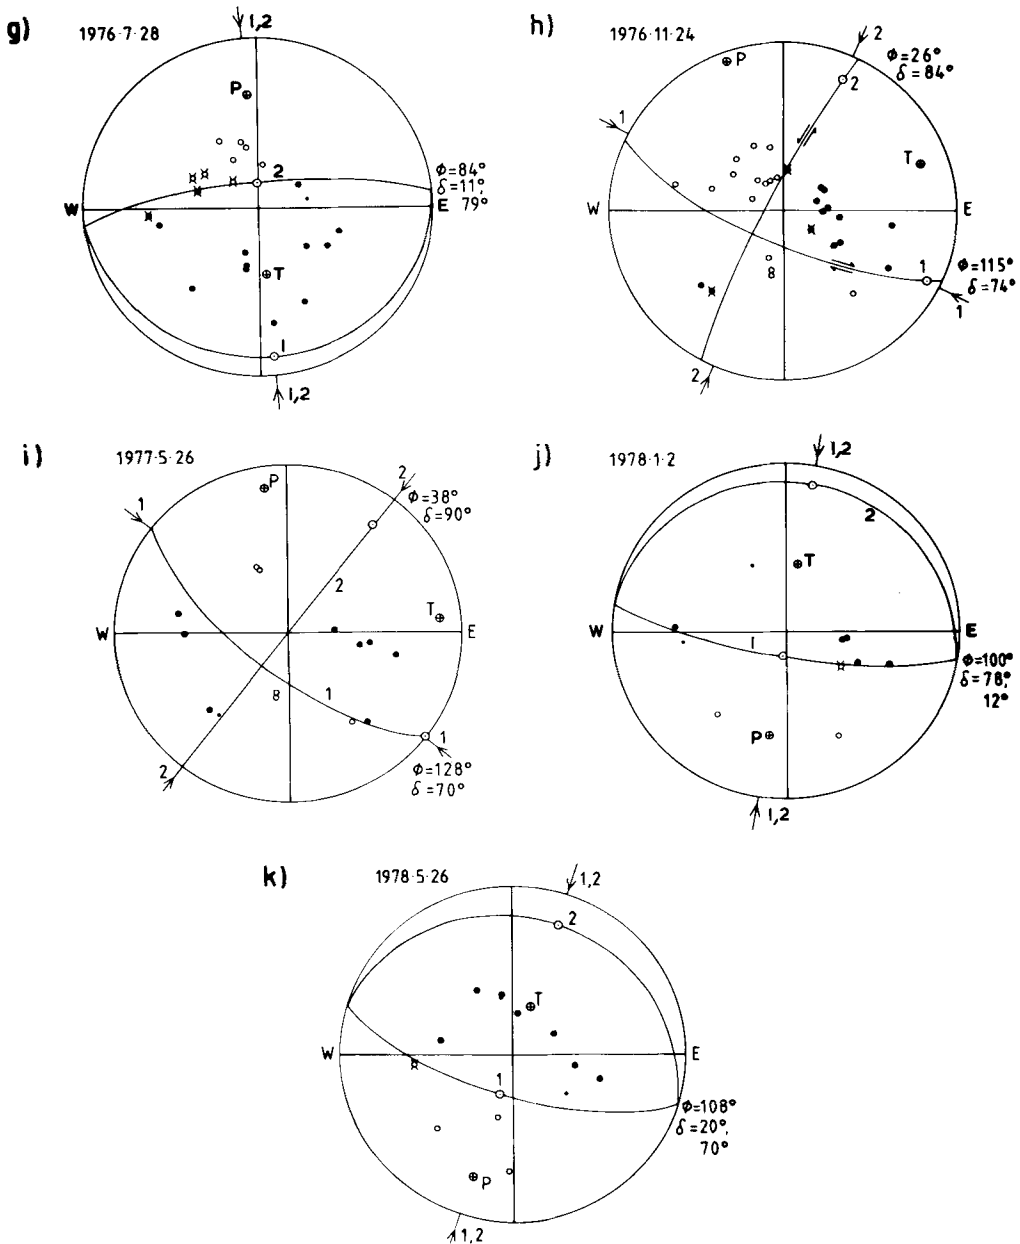 g)
1976·7·28
1,2
P
2
W
E
ϕ=84°
δ=11°,
79°
T
1
1,2
h)
1976·11·24
2
ϕ=26°
δ=84°
P
2
1
T
W
E
1
ϕ=115°
δ=74°
1
2
i)
1977·5·26
2
P
ϕ=38°
δ=90°
1
2
T
W
E
1
1
2
ϕ=128°
δ=70°
j)
1978·1·2
1,2
2
T
W
E
1
ϕ=100°
δ=78°,
12°
P
1,2
k)
1978·5·26
1,2
2
T
W
E
1
ϕ=108°
δ=20°,
70°
P
1,2